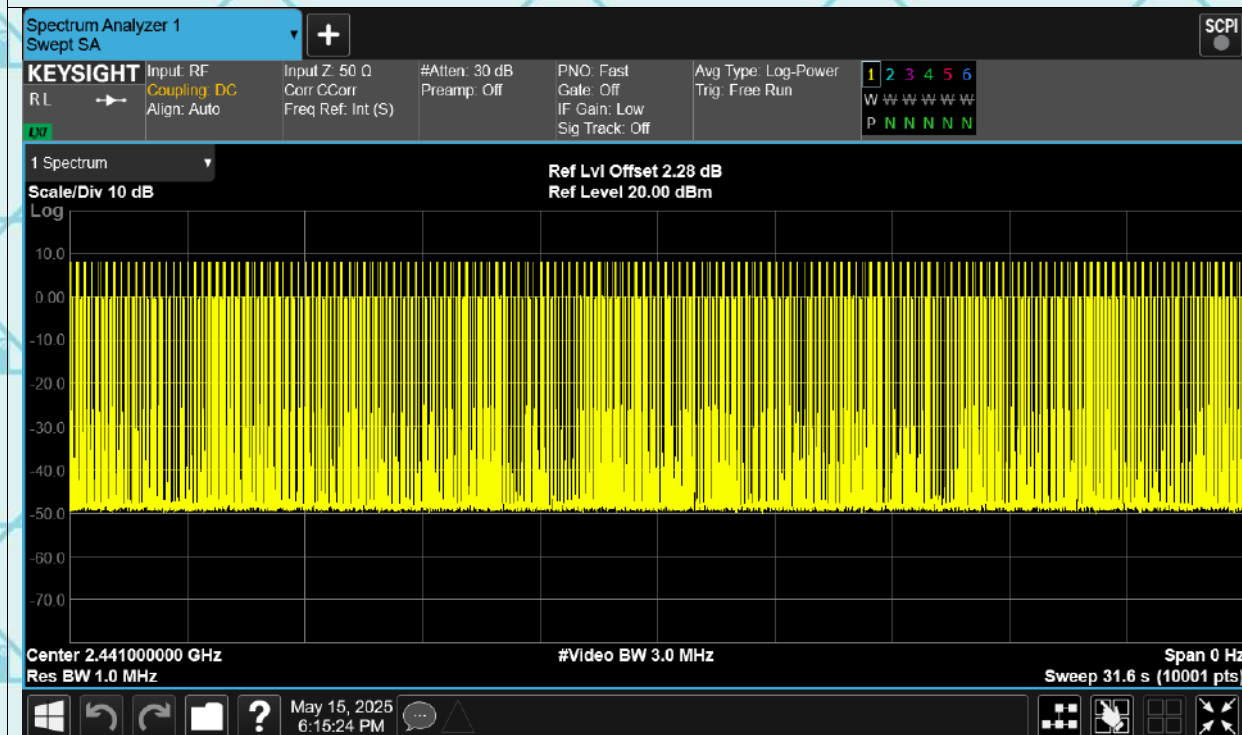 Spectrum Analyzer 1
Swept SA
+
SCPI
KEYSIGHT
RL
LXI
Input: RF
Coupling: DC
Align: Auto
Input Z: 50 Ω
Corr CCorr
Freq Ref: Int (S)
#Atten: 30 dB
Preamp: Off
PNO: Fast
Gate: Off
IF Gain: Low
Sig Track: Off
Avg Type: Log-Power
Trig: Free Run
1 2 3 4 5 6
W W W W W W
P N N N N N
1 Spectrum
Scale/Div 10 dB
Ref Lvl Offset 2.28 dB
Ref Level 20.00 dBm
Log
10.0
0.00
-10.0
-20.0
-30.0
-40.0
-50.0
-60.0
-70.0
Center 2.441000000 GHz
#Video BW 3.0 MHz
Span 0 Hz
Res BW 1.0 MHz
Sweep 31.6 s (10001 pts)
?
May 15, 2025
6:15:24 PM